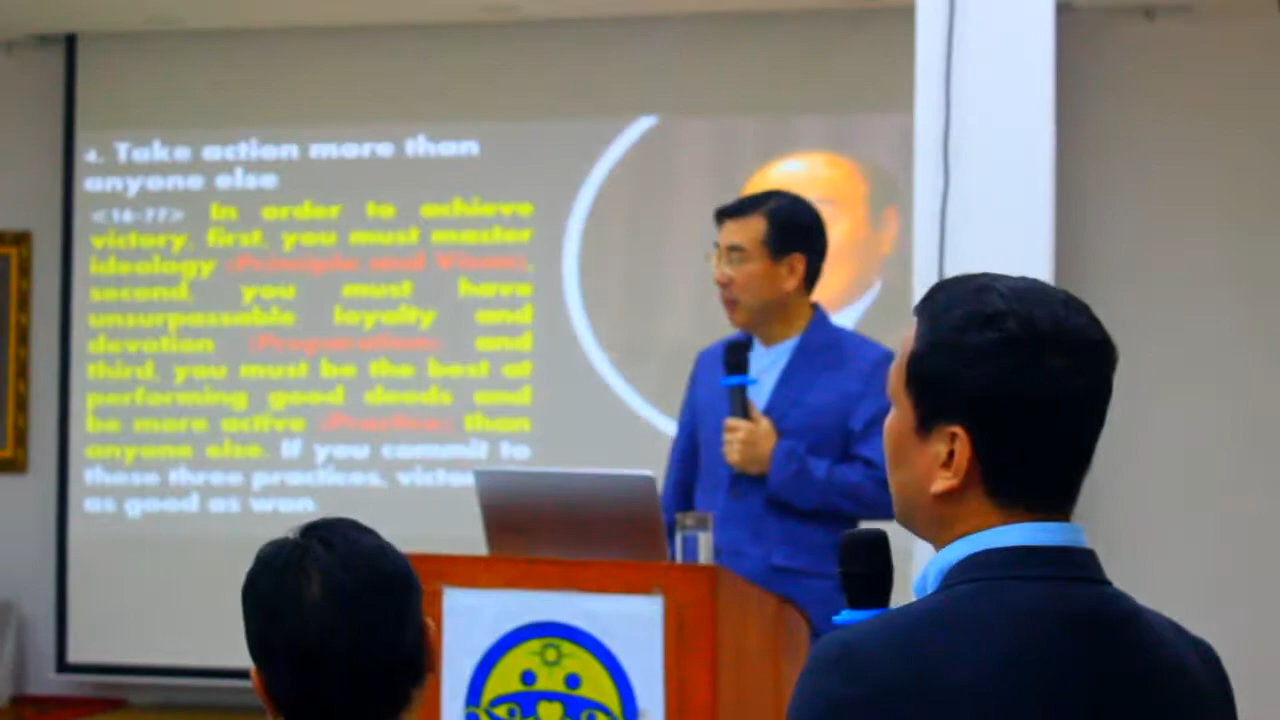 4. Take action more than
anyone else
<16-77> In order to achieve
victory, first, you must master
ideology (Principle and Vision),
second, you must have
unsurpassable loyalty and
devotion (Preparation) and
third, you must be the best at
performing good deeds and
be more active (Practice) than
anyone else. If you commit to
these three practices,
as good as won